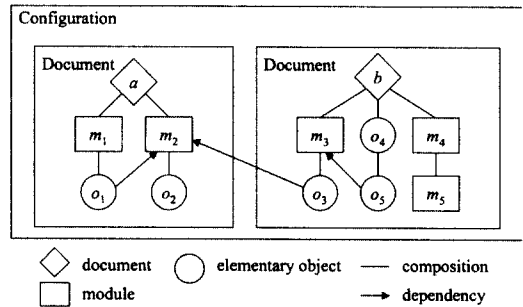 Configuration
Document Document
a b
m₁ m₂ m₃ o₄ m₄
o₁ o₂ o₃ o₅ m₅
document elementary object composition
module dependency